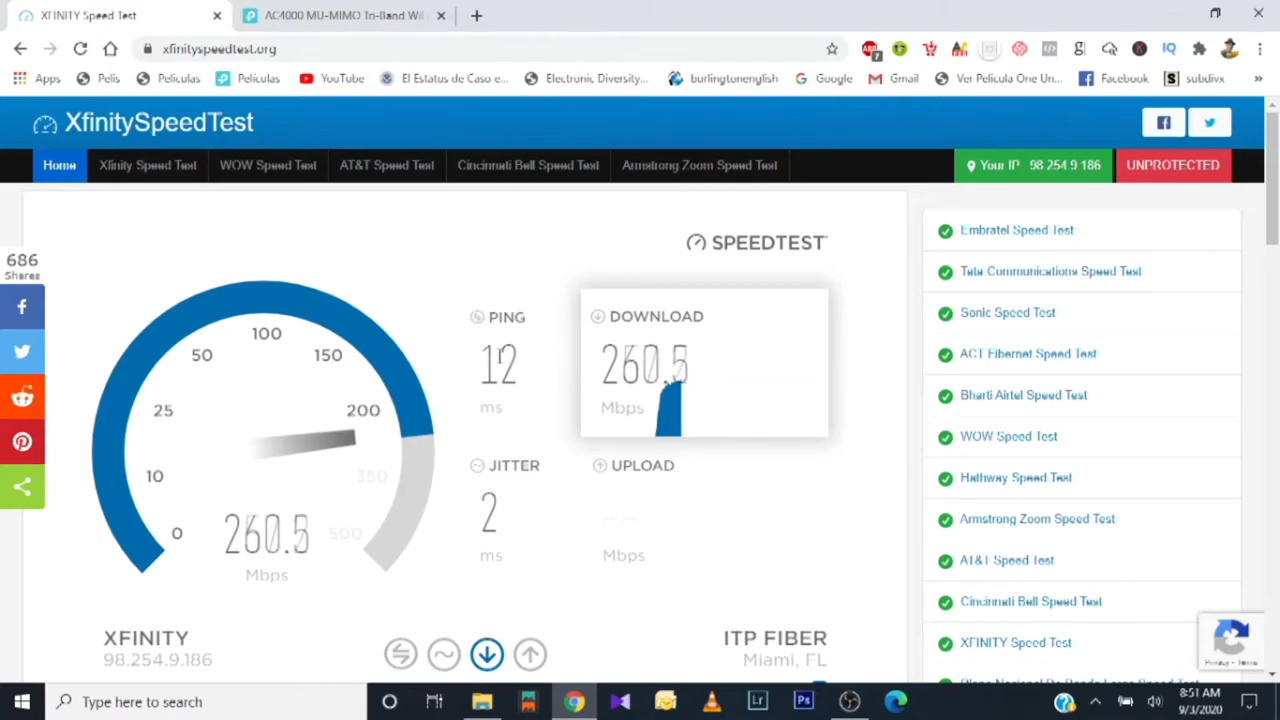 XFINITY Speed Test
AC4000 MU-MIMO Tri-Band Wi
xfinityspeedtest.org
Apps
Pelis
Peliculas
Películas
YouTube
El Estatus de Caso e...
Electronic Diversity...
burlingtonenglish
Google
Gmail
Ver Pelicula One Un...
Facebook
subdivx
XfinitySpeedTest
Home
Xfinity Speed Test
WOW Speed Test
AT&T Speed Test
Cincinnati Bell Speed Test
Armstrong Zoom Speed Test
Your IP 98.254.9.186
UNPROTECTED
686
Shares
SPEEDTEST
PING
12
ms
DOWNLOAD
260.5
Mbps
JITTER
2
ms
UPLOAD
Mbps
0
10
25
50
100
150
200
350
500
260.5
Mbps
XFINITY
98.254.9.186
ITP FIBER
Miami, FL
Embratel Speed Test
Tata Communications Speed Test
Sonic Speed Test
ACT Fibernet Speed Test
Bharti Airtel Speed Test
WOW Speed Test
Hathway Speed Test
Armstrong Zoom Speed Test
AT&T Speed Test
Cincinnati Bell Speed Test
XFINITY Speed Test
Privacy - Terms
Type here to search
8:51 AM
9/3/2020